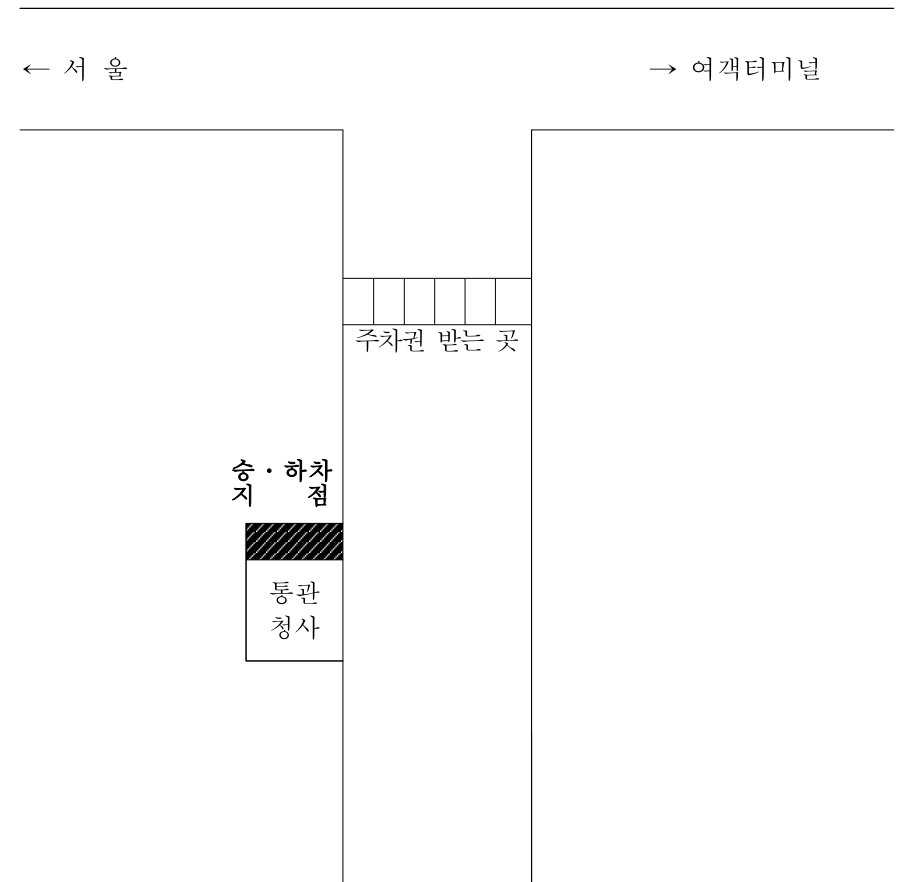 ← 서 울
→ 여객터미널
주차권 받는 곳
승 · 하차
지 점
통관
청사